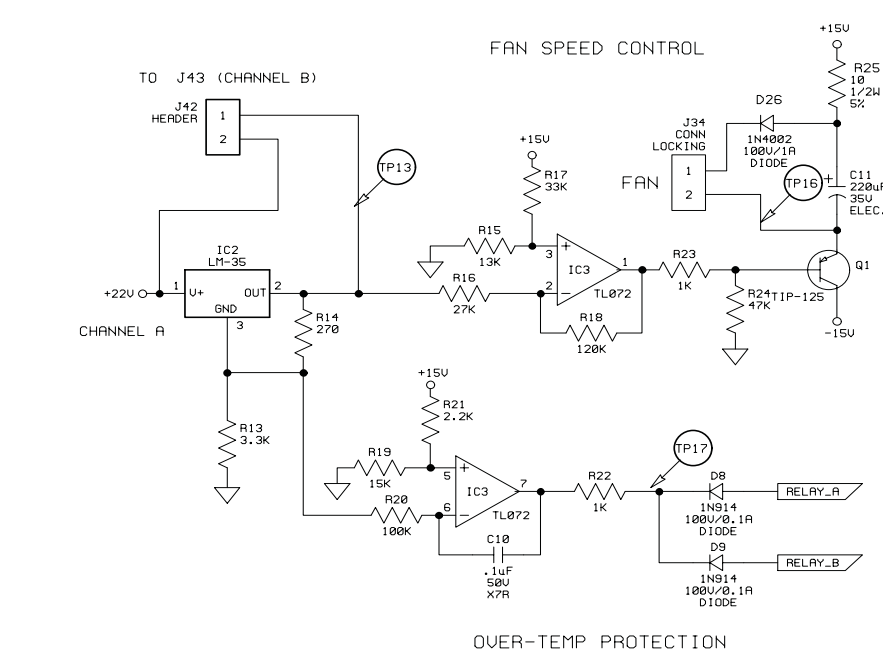 FAN SPEED CONTROL
+15V
R25
10
1/2W
5%
TO J43 (CHANNEL B)
J42
HEADER
1
2
D26
1N4002
100V/1A
DIODE
J34
CONN
LOCKING
1
2
FAN
TP16
+
C11
220uF
35V
ELEC.
TP13
+15V
R17
33K
R15
13K
3
+
IC3
1
TL072
2
−
R16
27K
R18
120K
R23
1K
Q1
R24
47K
TIP-125
-15V
IC2
LM-35
+22V
1
V+
OUT
2
GND
3
CHANNEL A
R14
270
R13
3.3K
+15V
R21
2.2K
R19
15K
5
+
IC3
7
TL072
6
−
R20
100K
C10
.1uF
50V
X7R
R22
1K
TP17
D8
1N914
100V/0.1A
DIODE
RELAY_A
D9
1N914
100V/0.1A
DIODE
RELAY_B
OVER-TEMP PROTECTION